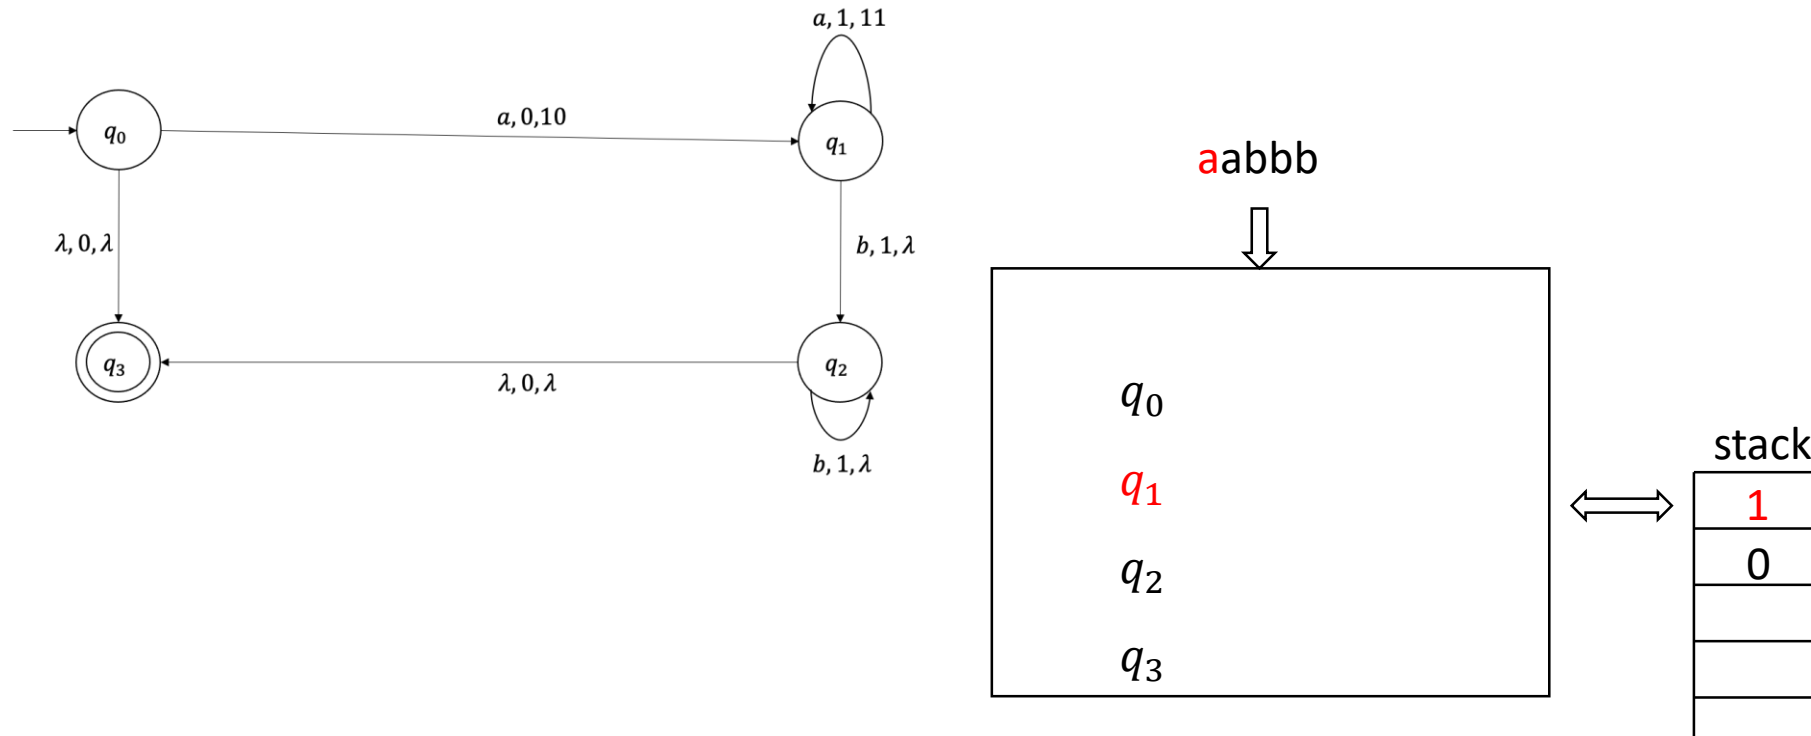 a, 1, 11
q₀
a, 0,10
q₁
λ, 0, λ
b, 1, λ
q₃
λ, 0, λ
q₂
b, 1, λ
aabbb
q₀
q₁
q₂
q₃
stack
1
0